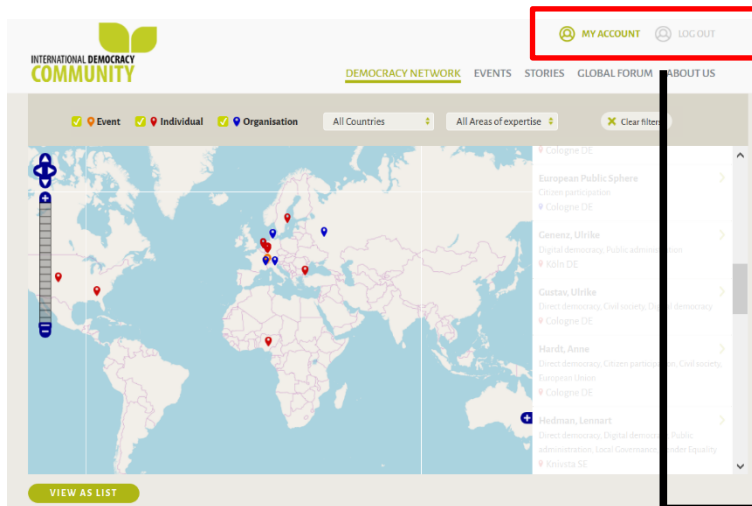 MY ACCOUNT LOG OUT
INTERNATIONAL DEMOCRACY
COMMUNITY
DEMOCRACY NETWORK EVENTS STORIES GLOBAL FORUM ABOUT US
Event Individual Organisation All Countries All Areas of expertise Clear filters
Cologne DE
European Public Sphere
Citizen participation
Cologne DE
Genenz, Ulrike
Digital democracy, Public administration
Köln DE
Gustav, Ulrike
Direct democracy, Civil society, Digital democracy
Cologne DE
Hardt, Anne
Direct democracy, Citizen participation, Civil society,
European Union
Cologne DE
Hedman, Lennart
Direct democracy, Digital democracy, Public
administration, Local Governance, Gender Equality
SE
VIEW AS LIST